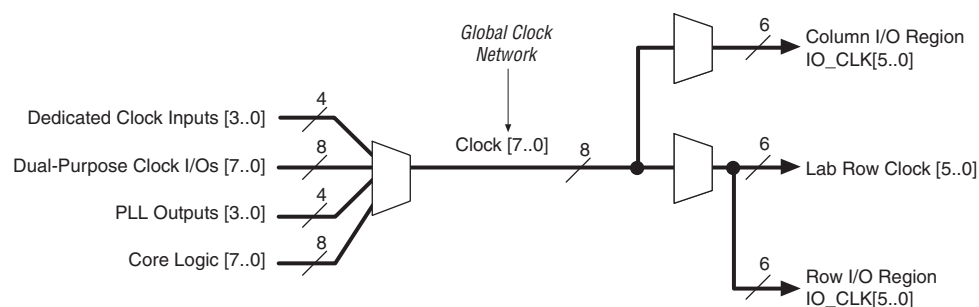 Global Clock
Network
Column I/O Region
IO_CLK[5..0]
6
Dedicated Clock Inputs [3..0]
4
Clock [7..0]
8
Dual-Purpose Clock I/Os [7..0]
8
6
Lab Row Clock [5..0]
PLL Outputs [3..0]
4
Core Logic [7..0]
8
6
Row I/O Region
IO_CLK[5..0]